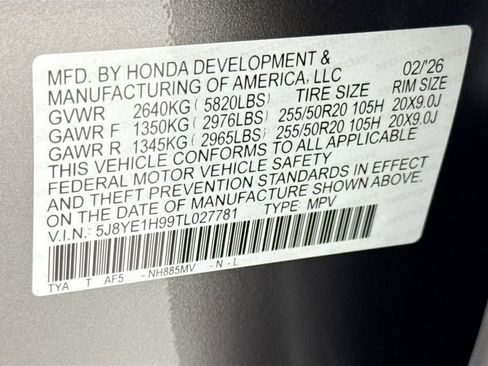 MFD. BY HONDA DEVELOPMENT &
MANUFACTURING OF AMERICA, LLC 02/'26
GVWR 2640KG (5820LBS) TIRE SIZE RIM SIZE
GAWR F 1350KG (2976LBS) 255/50R20 105H 20X9.0J
GAWR R 1345KG (2965LBS) 255/50R20 105H 20X9.0J
THIS VEHICLE CONFORMS TO ALL APPLICABLE
FEDERAL MOTOR VEHICLE SAFETY
AND THEFT PREVENTION STANDARDS IN EFFECT
ON THE DATE OF MANUFACTURE SHOWN ABOVE.
V.I.N.: 5J8YE1H99TL027781 TYPE: MPV
TYA T AF5 - NH885MV - N - L